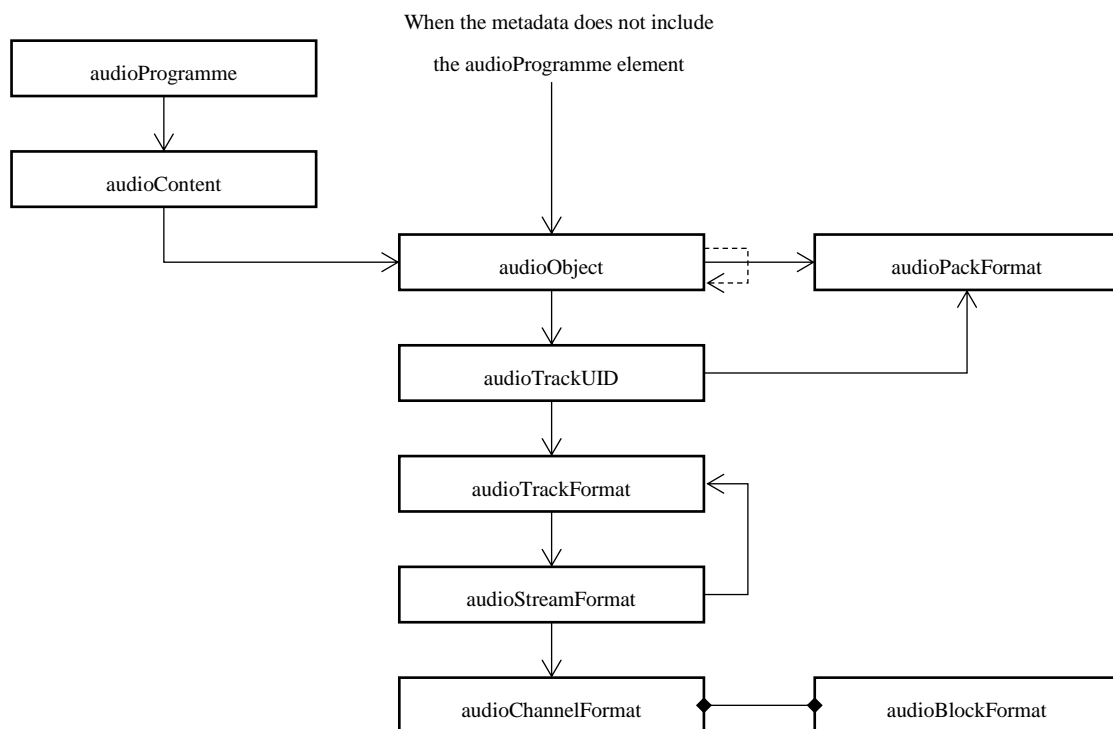 When the metadata does not include
the audioProgramme element
audioProgramme
audioContent
audioObject
audioPackFormat
audioTrackUID
audioTrackFormat
audioStreamFormat
audioChannelFormat
audioBlockFormat